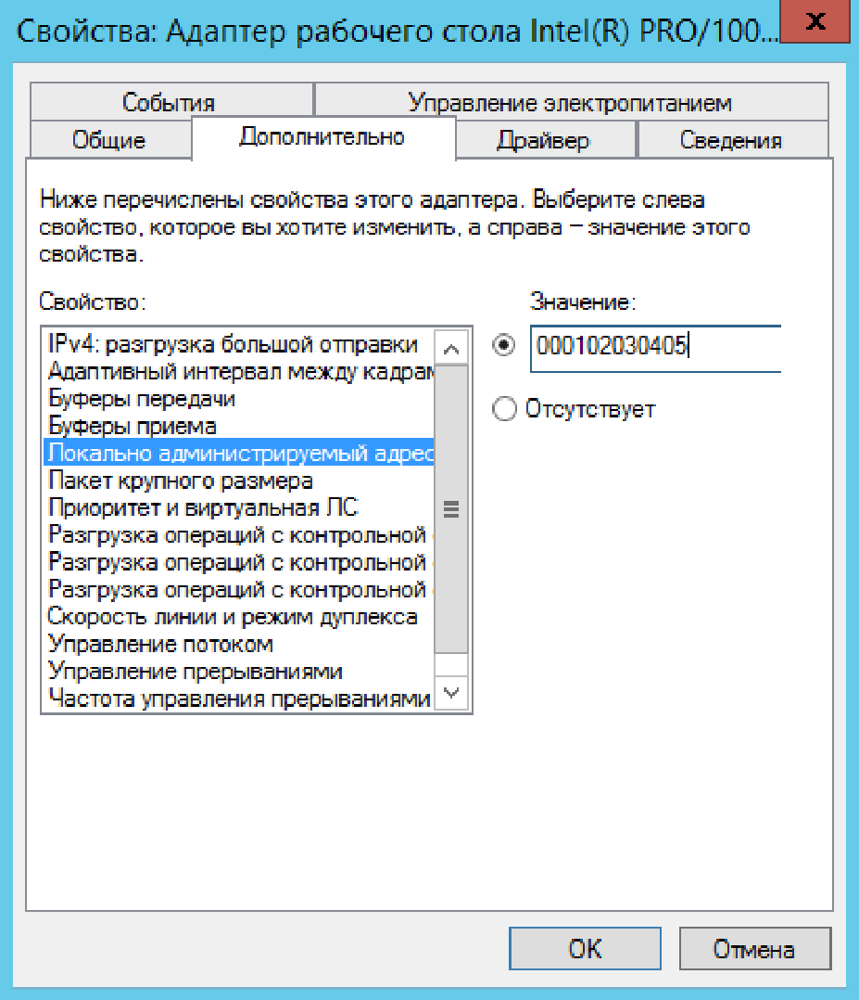 Свойства: Адаптер рабочего стола Intel(R) PRO/100...
x
События
Управление электропитанием
Общие
Дополнительно
Драйвер
Сведения
Ниже перечислены свойства этого адаптера. Выберите слева
свойство, которое вы хотите изменить, а справа – значение этого
свойства.
Свойство:
Значение:
IPv4: разгрузка большой отправки
Адаптивный интервал между кадрам
Буферы передачи
Буферы приема
Локально администрируемый адрес
Пакет крупного размера
Приоритет и виртуальная ЛС
Разгрузка операций с контрольной
Разгрузка операций с контрольной
Разгрузка операций с контрольной
Скорость линии и режим дуплекса
Управление потоком
Управление прерываниями
Частота управления прерываниями
000102030405
Отсутствует
ОК
Отмена